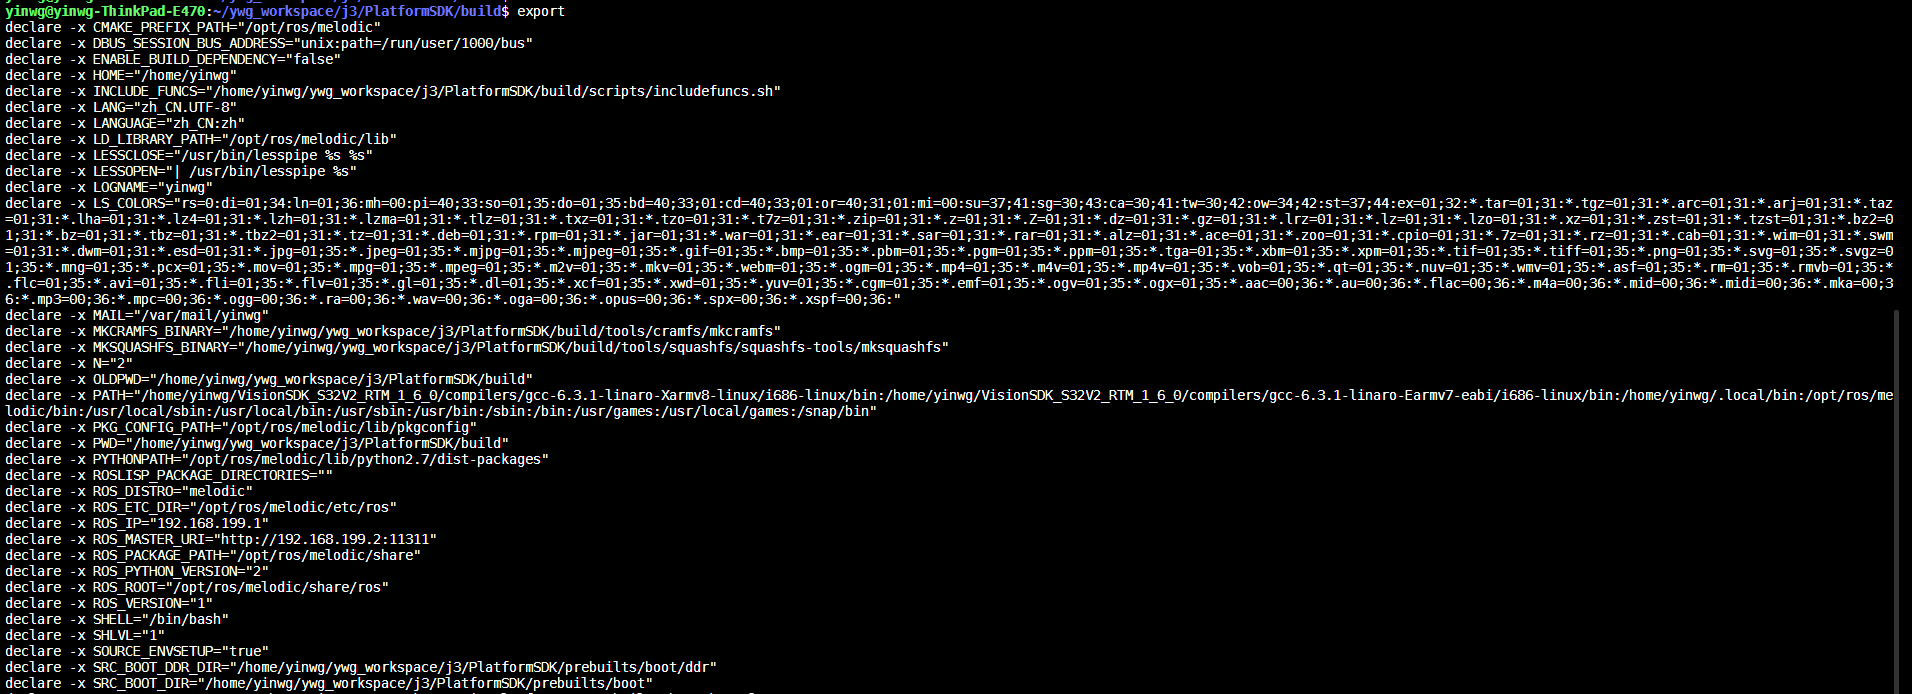 yinwg@yinwg-ThinkPad-E470:~/ywg_workspace/j3/PlatformSDK/build$ export
declare -x CMAKE_PREFIX_PATH="/opt/ros/melodic"
declare -x DBUS_SESSION_BUS_ADDRESS="unix:path=/run/user/1000/bus"
declare -x ENABLE_BUILD_DEPENDENCY="false"
declare -x HOME="/home/yinwg"
declare -x INCLUDE_FUNCS="/home/yinwg/ywg_workspace/j3/PlatformSDK/build/scripts/includefuncs.sh"
declare -x LANG="zh_CN.UTF-8"
declare -x LANGUAGE="zh_CN:zh"
declare -x LD_LIBRARY_PATH="/opt/ros/melodic/lib"
declare -x LESSCLOSE="/usr/bin/lesspipe %s %s"
declare -x LESSOPEN="| /usr/bin/lesspipe %s"
declare -x LOGNAME="yinwg"
declare -x LS_COLORS="rs=0:di=01;34:ln=01;36:mh=00:pi=40;33:so=01;35:do=01;35:bd=40;33;01:cd=40;33;01:or=40;31;01:mi=00:su=37;41:sg=30;43:ca=30;41:tw=30;42:ow=34;42:st=37;44:ex=01;32:*.tar=01;31:*.tgz=01;31:*.arc=01;31:*.arj=01;31:*.taz
=01;31:*.lha=01;31:*.lz4=01;31:*.lzh=01;31:*.lzma=01;31:*.tlz=01;31:*.txz=01;31:*.tzo=01;31:*.t7z=01;31:*.zip=01;31:*.z=01;31:*.Z=01;31:*.dz=01;31:*.gz=01;31:*.lrz=01;31:*.lz=01;31:*.lzo=01;31:*.xz=01;31:*.zst=01;31:*.tzst=01;31:*.bz2=0
1;31:*.bz=01;31:*.tbz=01;31:*.tbz2=01;31:*.tz=01;31:*.deb=01;31:*.rpm=01;31:*.jar=01;31:*.war=01;31:*.ear=01;31:*.sar=01;31:*.rar=01;31:*.alz=01;31:*.ace=01;31:*.zoo=01;31:*.cpio=01;31:*.7z=01;31:*.rz=01;31:*.cab=01;31:*.wim=01;31:*.swm
=01;31:*.dwm=01;31:*.esd=01;31:*.jpg=01;35:*.jpeg=01;35:*.mjpg=01;35:*.mjpeg=01;35:*.gif=01;35:*.bmp=01;35:*.pbm=01;35:*.pgm=01;35:*.ppm=01;35:*.tga=01;35:*.xbm=01;35:*.xpm=01;35:*.tif=01;35:*.tiff=01;35:*.png=01;35:*.svg=01;35:*.svgz=0
1;35:*.mng=01;35:*.pcx=01;35:*.mov=01;35:*.mpg=01;35:*.mpeg=01;35:*.m2v=01;35:*.mkv=01;35:*.webm=01;35:*.ogm=01;35:*.mp4=01;35:*.m4v=01;35:*.mp4v=01;35:*.vob=01;35:*.qt=01;35:*.nuv=01;35:*.wmv=01;35:*.asf=01;35:*.rm=01;35:*.rmvb=01;35:*
.flc=01;35:*.avi=01;35:*.fli=01;35:*.flv=01;35:*.gl=01;35:*.dl=01;35:*.xcf=01;35:*.xwd=01;35:*.yuv=01;35:*.cgm=01;35:*.emf=01;35:*.ogv=01;35:*.ogx=01;35:*.aac=00;36:*.au=00;36:*.flac=00;36:*.m4a=00;36:*.mid=00;36:*.midi=00;36:*.mka=00;3
6:*.mp3=00;36:*.mpc=00;36:*.ogg=00;36:*.ra=00;36:*.wav=00;36:*.oga=00;36:*.opus=00;36:*.spx=00;36:*.xspf=00;36:"
declare -x MAIL="/var/mail/yinwg"
declare -x MKCRAMFS_BINARY="/home/yinwg/ywg_workspace/j3/PlatformSDK/build/tools/cramfs/mkcramfs"
declare -x MKSQUASHFS_BINARY="/home/yinwg/ywg_workspace/j3/PlatformSDK/build/tools/squashfs/squashfs-tools/mksquashfs"
declare -x N="2"
declare -x OLDPWD="/home/yinwg/ywg_workspace/j3/PlatformSDK/build"
declare -x PATH="/home/yinwg/VisionSDK_S32V2_RTM_1_6_0/compilers/gcc-6.3.1-linaro-Xarmv8-linux/i686-linux/bin:/home/yinwg/VisionSDK_S32V2_RTM_1_6_0/compilers/gcc-6.3.1-linaro-Earmv7-eabi/i686-linux/bin:/home/yinwg/.local/bin:/opt/ros/me
lodic/bin:/usr/local/sbin:/usr/local/bin:/usr/sbin:/usr/bin:/sbin:/bin:/usr/games:/usr/local/games:/snap/bin"
declare -x PKG_CONFIG_PATH="/opt/ros/melodic/lib/pkgconfig"
declare -x PWD="/home/yinwg/ywg_workspace/j3/PlatformSDK/build"
declare -x PYTHONPATH="/opt/ros/melodic/lib/python2.7/dist-packages"
declare -x ROSLISP_PACKAGE_DIRECTORIES=""
declare -x ROS_DISTRO="melodic"
declare -x ROS_ETC_DIR="/opt/ros/melodic/etc/ros"
declare -x ROS_IP="192.168.199.1"
declare -x ROS_MASTER_URI="http://192.168.199.2:11311"
declare -x ROS_PACKAGE_PATH="/opt/ros/melodic/share"
declare -x ROS_PYTHON_VERSION="2"
declare -x ROS_ROOT="/opt/ros/melodic/share/ros"
declare -x ROS_VERSION="1"
declare -x SHELL="/bin/bash"
declare -x SHLVL="1"
declare -x SOURCE_ENVSETUP="true"
declare -x SRC_BOOT_DDR_DIR="/home/yinwg/ywg_workspace/j3/PlatformSDK/prebuilts/boot/ddr"
declare -x SRC_BOOT_DIR="/home/yinwg/ywg_workspace/j3/PlatformSDK/prebuilts/boot"